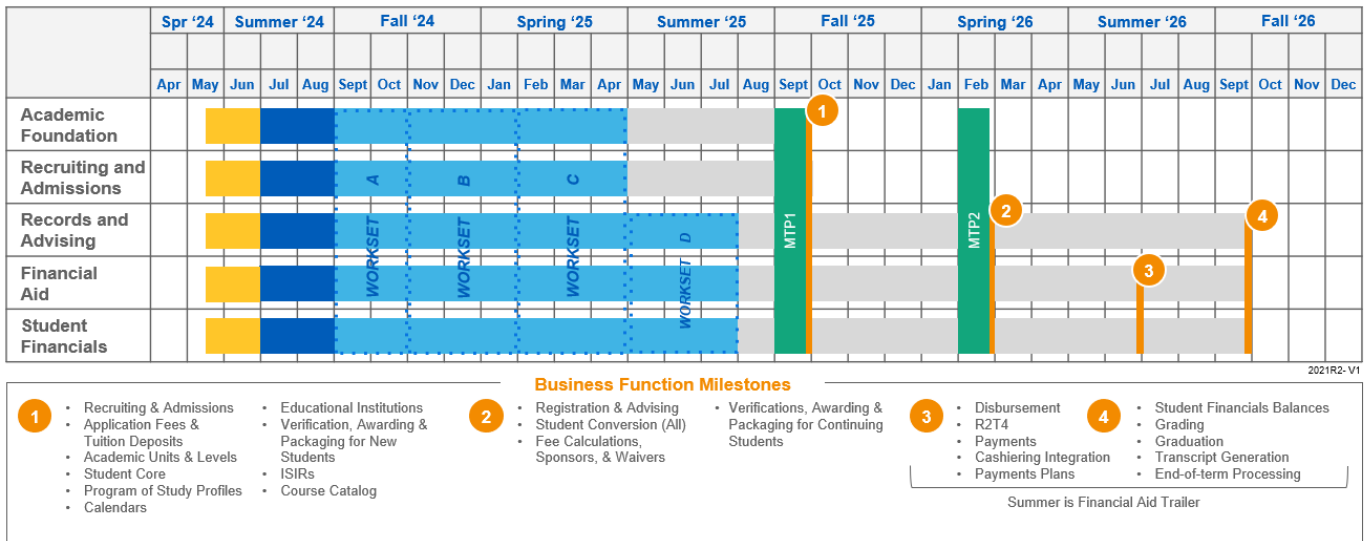 Spr ‘24 Summer ‘24 Fall ‘24 Spring ‘25 Summer ‘25 Fall ‘25 Spring ‘26 Summer ‘26 Fall ‘26
Apr May Jun Jul Aug Sept Oct Nov Dec Jan Feb Mar Apr May Jun Jul Aug Sept Oct Nov Dec Jan Feb Mar Apr May Jun Jul Aug Sept Oct Nov Dec
Academic
Foundation
Recruiting and
Admissions
Records and
Advising
Financial
Aid
Student
Financials
WORKSET A
WORKSET B
WORKSET C
WORKSET D
MTP1
MTP2
1
2
3
4
2021R2- V1
Business Function Milestones
1
• Recruiting & Admissions
• Application Fees &
Tuition Deposits
• Academic Units & Levels
• Student Core
• Program of Study Profiles
• Calendars
• Educational Institutions
• Verification, Awarding &
Packaging for New
Students
• ISIRs
• Course Catalog
2
• Registration & Advising
• Student Conversion (All)
• Fee Calculations,
Sponsors, & Waivers
• Verifications, Awarding &
Packaging for Continuing
Students
3
• Disbursement
• R2T4
• Payments
• Cashiering Integration
• Payments Plans
4
• Student Financials Balances
• Grading
• Graduation
• Transcript Generation
• End-of-term Processing
Summer is Financial Aid Trailer